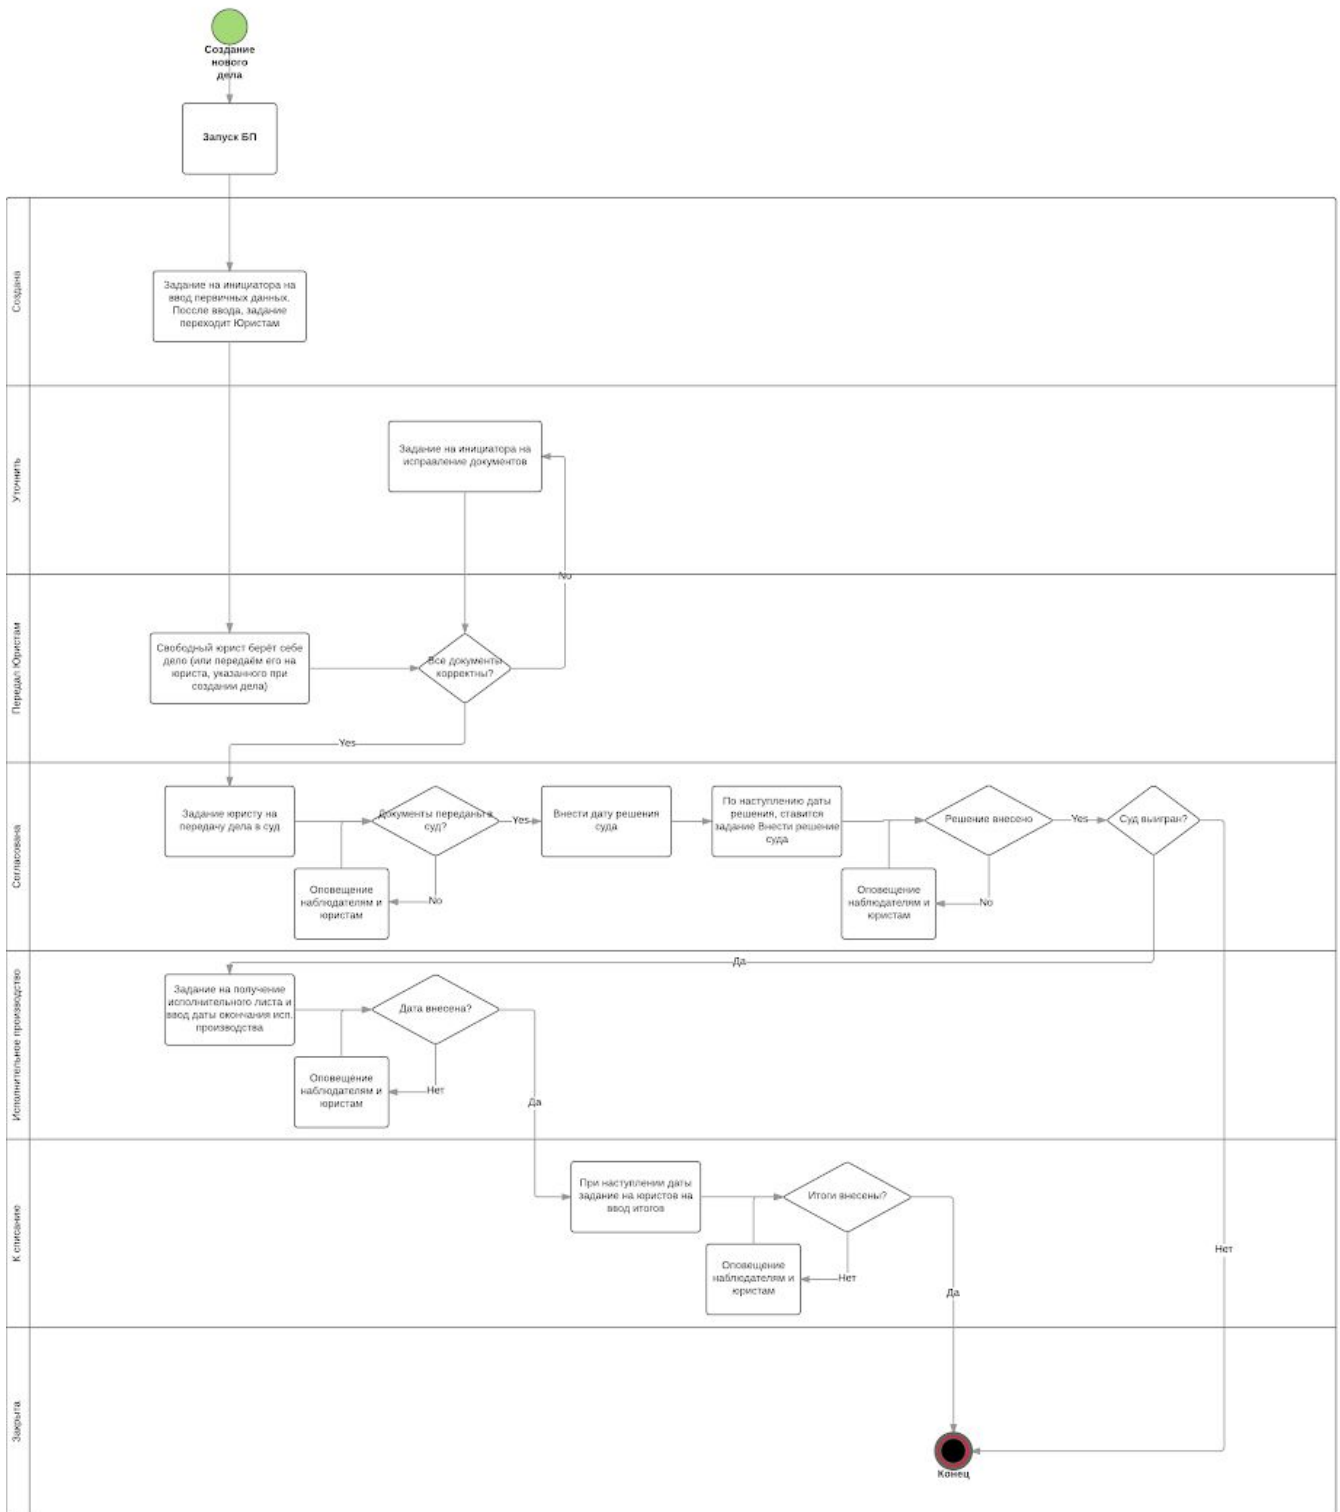 Создание
нового
дела
Запуск БП
Создана
Задание на инициатора на
ввод первичных данных.
Поссле ввода, задание
переходит Юристам
Уточнить
Задание на инициатора на
исправление документов
No
Передал Юристам
Свободный юрист берёт себе
дело (или передаём его на
юриста, указанного при
создании дела)
Все документы
корректны?
Yes
Согласована
Задание юристу на
передачу дела в суд
Документы переданы в
суд?
Yes
Внести дату решения
суда
По наступлению даты
решения, ставится
задание Внести решение
суда
Решение внесено
Yes
Суд выигран?
Оповещение
наблюдателям и
юристам
No
Оповещение
наблюдателям и
юристам
No
Да
Исполнительное производство
Задание на получение
исполнительного листа и
ввод даты окончания исп.
производства
Дата внесена?
Оповещение
наблюдателям и
юристам
Нет
Да
К списанию
При наступлении даты
задание на юристов на
ввод итогов
Итоги внесены?
Оповещение
наблюдателям и
юристам
Нет
Да
Нет
Закрыта
Конец